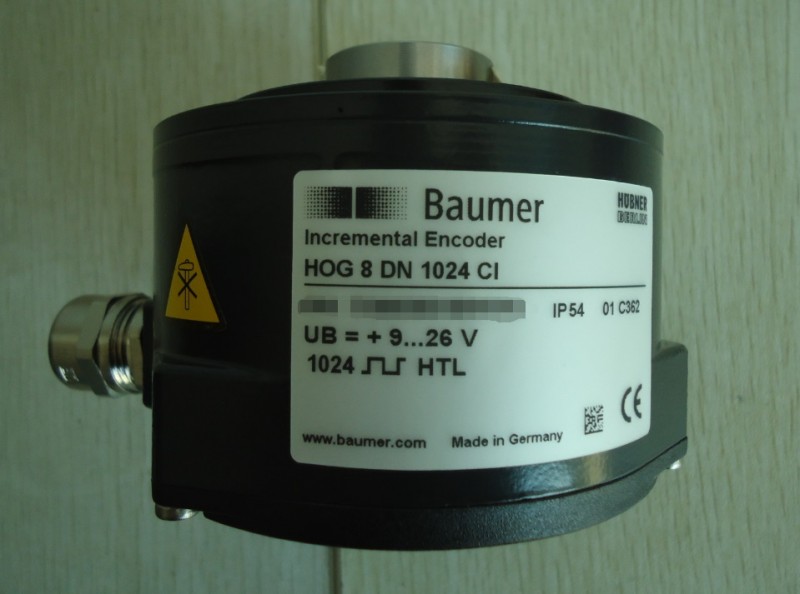 Baumer
HÜBNER
BERLIN
Incremental Encoder
HOG 8 DN 1024 CI
IP54 01 C362
UB = + 9...26 V
1024 HTL
CE
www.baumer.com Made in Germany